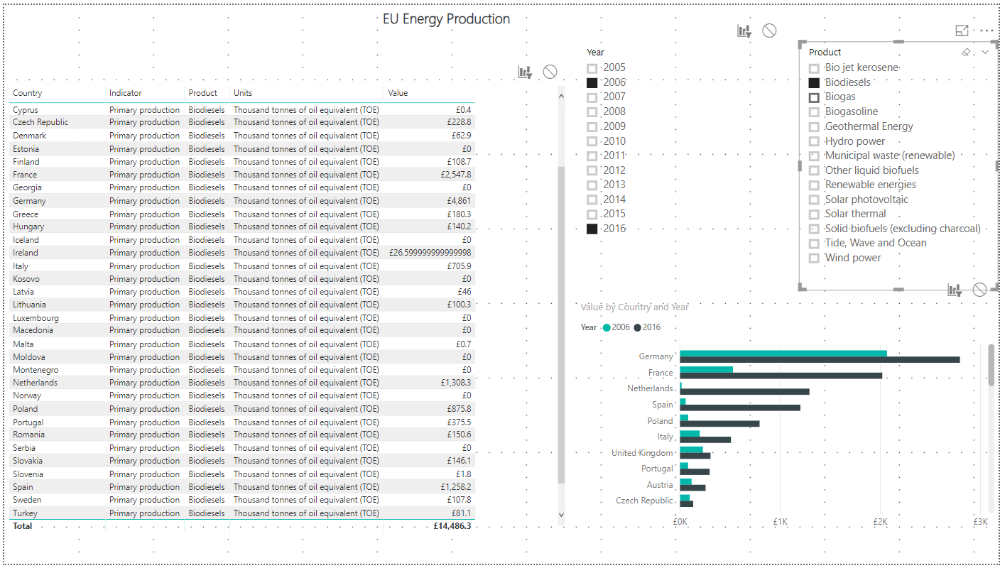 EU Energy Production
Country Indicator Product Units Value
Cyprus Primary production Biodiesels Thousand tonnes of oil equivalent (TOE) £0.4
Czech Republic Primary production Biodiesels Thousand tonnes of oil equivalent (TOE) £228.8
Denmark Primary production Biodiesels Thousand tonnes of oil equivalent (TOE) £62.9
Estonia Primary production Biodiesels Thousand tonnes of oil equivalent (TOE) £0
Finland Primary production Biodiesels Thousand tonnes of oil equivalent (TOE) £108.7
France Primary production Biodiesels Thousand tonnes of oil equivalent (TOE) £2,547.8
Georgia Primary production Biodiesels Thousand tonnes of oil equivalent (TOE) £0
Germany Primary production Biodiesels Thousand tonnes of oil equivalent (TOE) £4,861
Greece Primary production Biodiesels Thousand tonnes of oil equivalent (TOE) £180.3
Hungary Primary production Biodiesels Thousand tonnes of oil equivalent (TOE) £140.2
Iceland Primary production Biodiesels Thousand tonnes of oil equivalent (TOE) £0
Ireland Primary production Biodiesels Thousand tonnes of oil equivalent (TOE) £26.599999999999998
Italy Primary production Biodiesels Thousand tonnes of oil equivalent (TOE) £705.9
Kosovo Primary production Biodiesels Thousand tonnes of oil equivalent (TOE) £0
Latvia Primary production Biodiesels Thousand tonnes of oil equivalent (TOE) £46
Lithuania Primary production Biodiesels Thousand tonnes of oil equivalent (TOE) £100.3
Luxembourg Primary production Biodiesels Thousand tonnes of oil equivalent (TOE) £0
Macedonia Primary production Biodiesels Thousand tonnes of oil equivalent (TOE) £0
Malta Primary production Biodiesels Thousand tonnes of oil equivalent (TOE) £0.7
Moldova Primary production Biodiesels Thousand tonnes of oil equivalent (TOE) £0
Montenegro Primary production Biodiesels Thousand tonnes of oil equivalent (TOE) £0
Netherlands Primary production Biodiesels Thousand tonnes of oil equivalent (TOE) £1,308.3
Norway Primary production Biodiesels Thousand tonnes of oil equivalent (TOE) £0
Poland Primary production Biodiesels Thousand tonnes of oil equivalent (TOE) £875.8
Portugal Primary production Biodiesels Thousand tonnes of oil equivalent (TOE) £375.5
Romania Primary production Biodiesels Thousand tonnes of oil equivalent (TOE) £150.6
Serbia Primary production Biodiesels Thousand tonnes of oil equivalent (TOE) £0
Slovakia Primary production Biodiesels Thousand tonnes of oil equivalent (TOE) £146.1
Slovenia Primary production Biodiesels Thousand tonnes of oil equivalent (TOE) £1.8
Spain Primary production Biodiesels Thousand tonnes of oil equivalent (TOE) £1,258.2
Sweden Primary production Biodiesels Thousand tonnes of oil equivalent (TOE) £107.8
Turkey Primary production Biodiesels Thousand tonnes of oil equivalent (TOE) £81.1
Total £14,486.3
Year
2005
2006
2007
2008
2009
2010
2011
2012
2013
2014
2015
2016
Product
Bio jet kerosene
Biodiesels
Biogas
Biogasoline
Geothermal Energy
Hydro power
Municipal waste (renewable)
Other liquid biofuels
Renewable energies
Solar photovoltaic
Solar thermal
Solid biofuels (excluding charcoal)
Tide, Wave and Ocean
Wind power
Value by Country and Year
Year 2006 2016
Germany
France
Netherlands
Spain
Poland
Italy
United Kingdom
Portugal
Austria
Czech Republic
£0K £1K £2K £3K